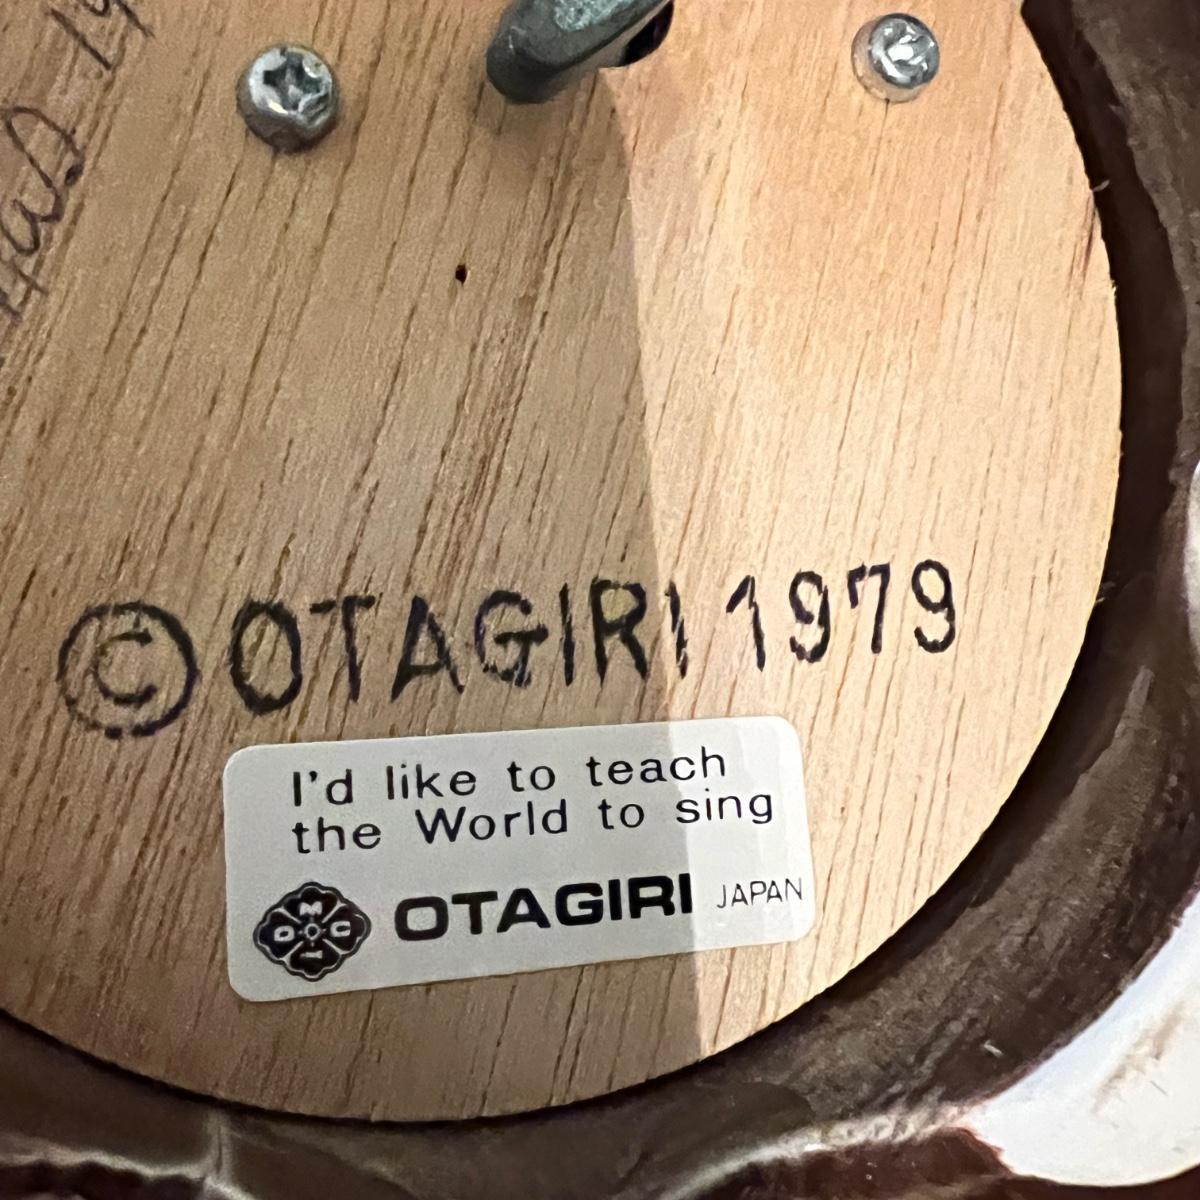 © OTAGIRI 1979
I'd like to teach
the World to sing
OTAGIRI JAPAN